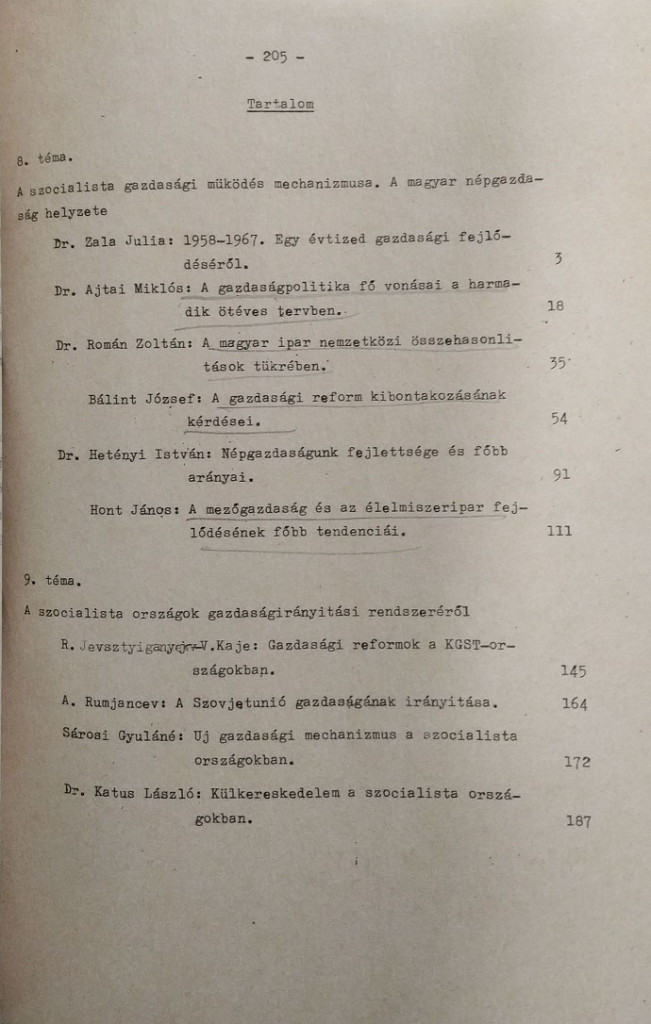 - 205 -
Tartalom
8. téma.
A szocialista gazdasági müködés mechanizmusa. A magyar népgazda-
ság helyzete
Dr. Zala Julia: 1958-1967. Egy évtized gazdasági fejlő-
déséről. 3
Dr. Ajtai Miklós: A gazdaságpolitika fő vonásai a harma-
dik ötéves tervben. 18
Dr. Román Zoltán: A magyar ipar nemzetközi összehasonli-
tások tükrében. 35
Bálint József: A gazdasági reform kibontakozásának
kérdései. 54
Dr. Hetényi István: Népgazdaságunk fejlettsége és főbb
arányai. 91
Hont János: A mezőgazdaság és az élelmiszeripar fej-
lődésének főbb tendenciái. 111
9. téma.
A szocialista országok gazdaságirányitási rendszeréről
R. V.Kaje: Gazdasági reformok a KGST-or-
szágokban. 145
A. Rumjancev: A Szovjetunió gazdaságának irányitása. 164
Sárosi Gyuláné: Uj gazdasági mechanizmus a szocialista
országokban. 172
Dr. Katus László: Külkereskedelem a szocialista orszá-
gokban. 187